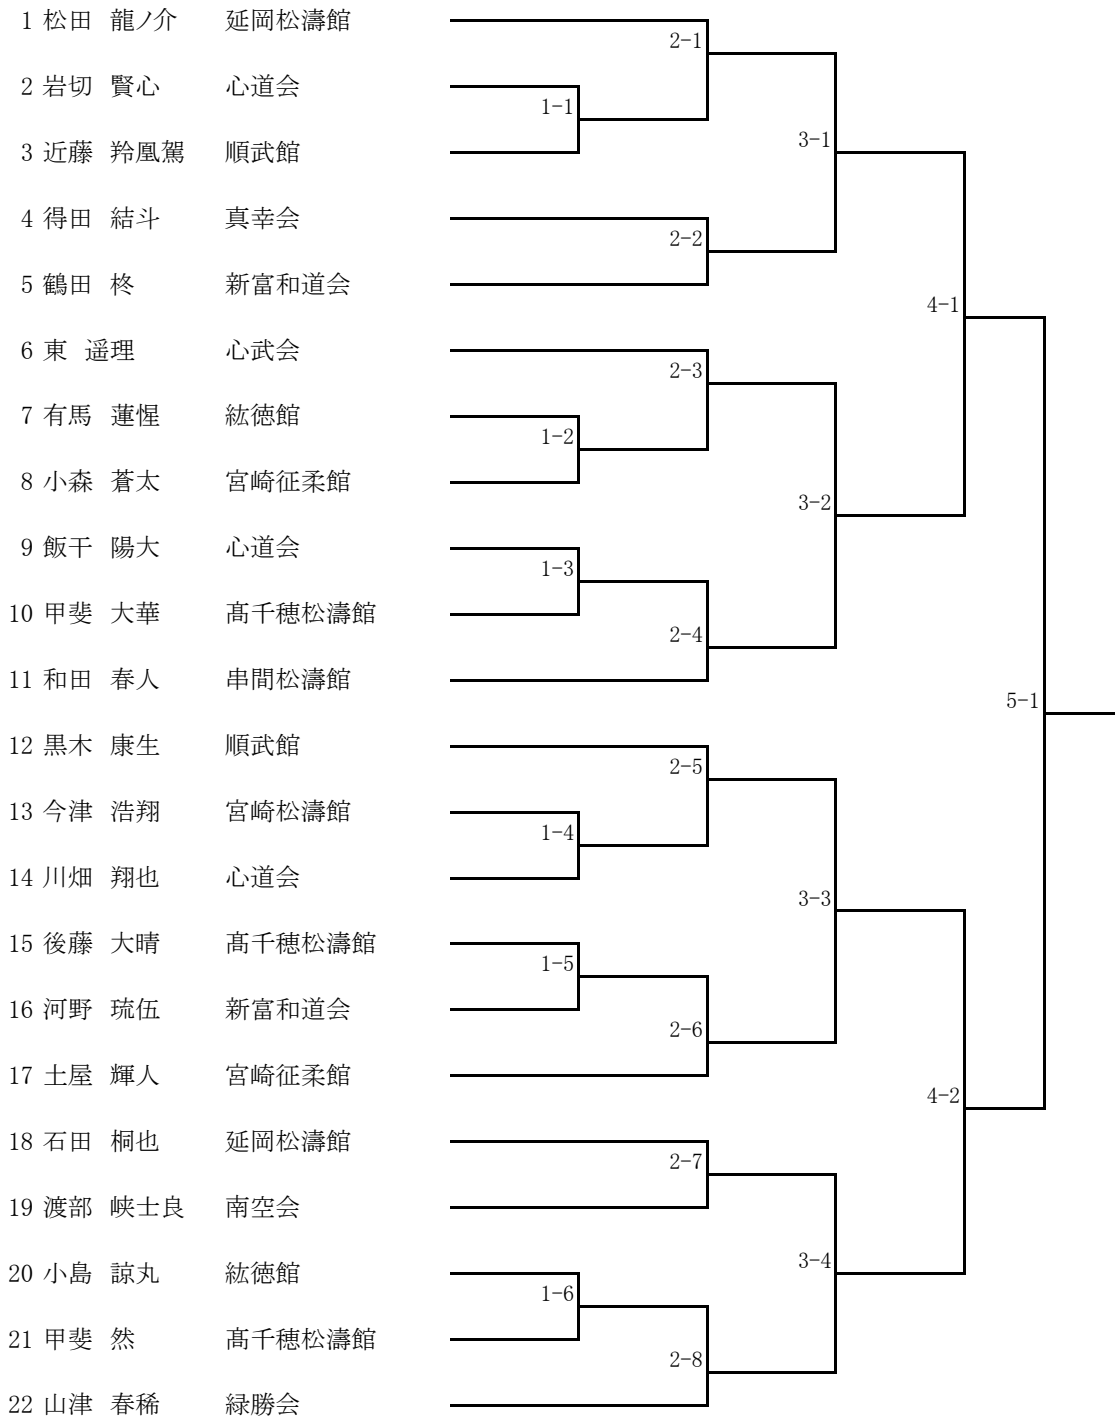 1 松田 龍ノ介 延岡松濤館
2-1
2 岩切 賢心 心道会
1-1
3-1
3 近藤 羚凰駕 順武館
4 得田 結斗 真幸会
2-2
5 鶴田 柊 新富和道会
4-1
6 東 遥理 心武会
2-3
7 有馬 蓮惺 紘徳館
1-2
8 小森 蒼太 宮崎征柔館
3-2
9 飯干 陽大 心道会
1-3
10 甲斐 大華 髙千穂松濤館
2-4
11 和田 春人 串間松濤館
5-1
12 黒木 康生 順武館
2-5
13 今津 浩翔 宮崎松濤館
1-4
14 川畑 翔也 心道会
3-3
15 後藤 大晴 髙千穂松濤館
1-5
16 河野 琉伍 新富和道会
2-6
17 土屋 輝人 宮崎征柔館
4-2
18 石田 桐也 延岡松濤館
2-7
19 渡部 峡士良 南空会
3-4
20 小島 諒丸 紘徳館
1-6
21 甲斐 然 髙千穂松濤館
2-8
22 山津 春稀 緑勝会